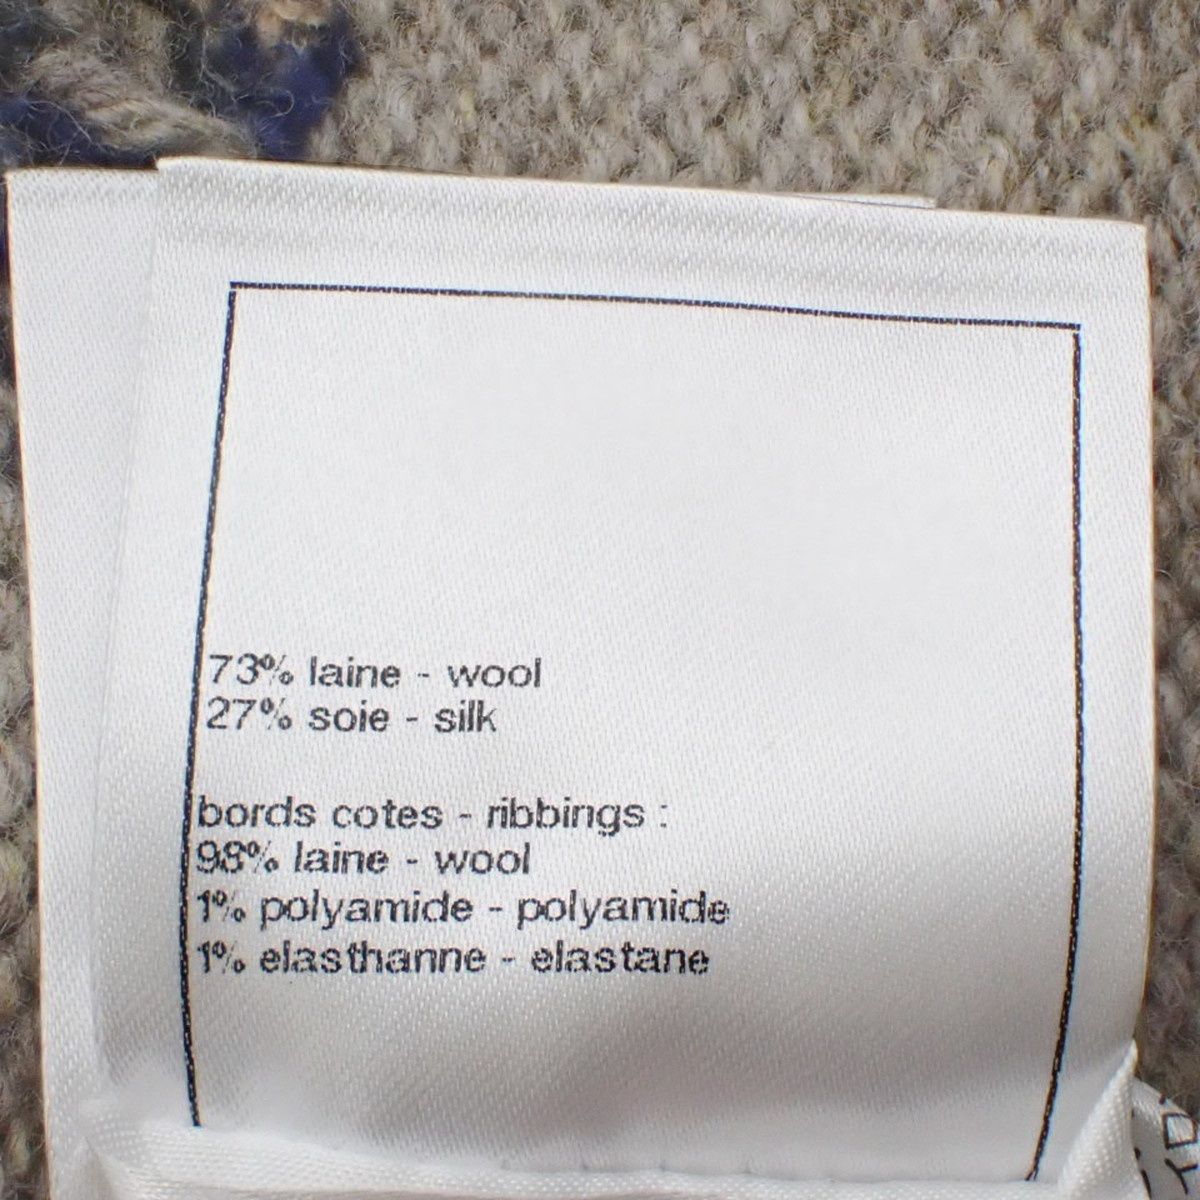 73% laine - wool
27% soie - silk
bords cotes - ribbings :
98% laine - wool
1% polyamide - polyamide
1% elasthanne - elastane